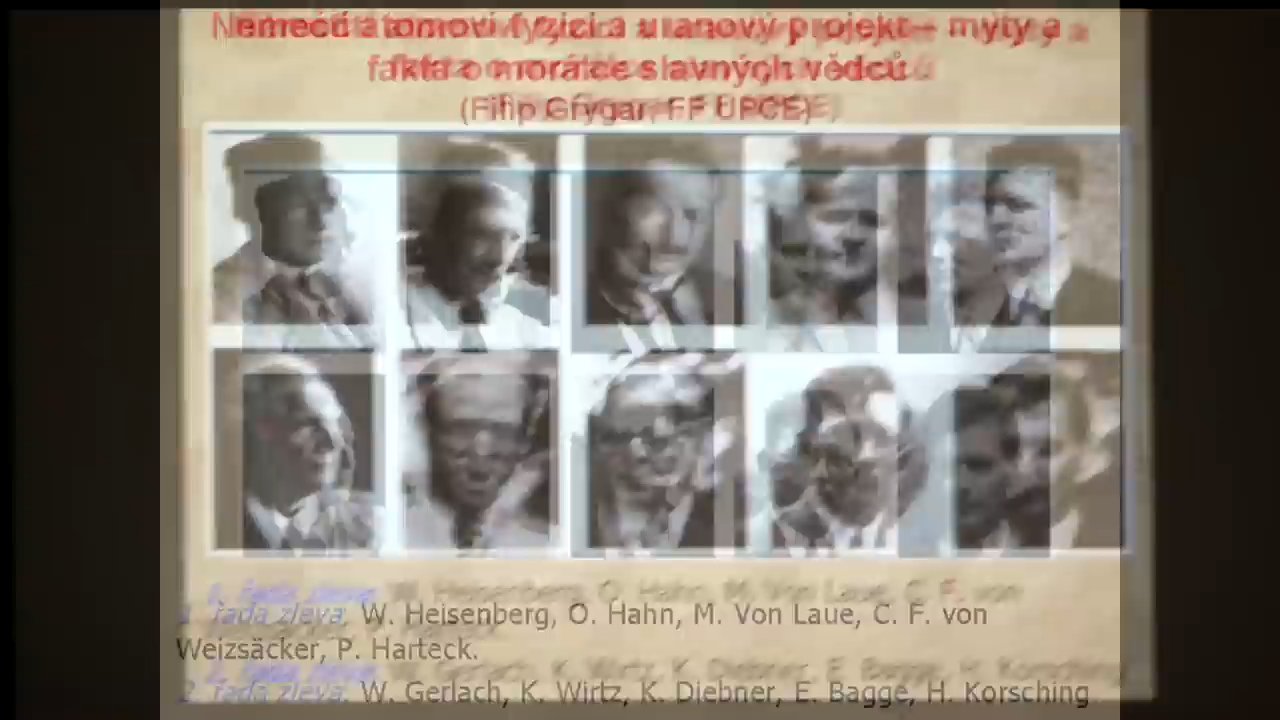 Němečtí atomoví fyzici a uranový projekt – mýty a
fakta o morálce slavných vědců
(Filip Grygar, FF UPCE)
1. řada zleva: W. Heisenberg, O. Hahn, M. Von Laue, C. F. von
Weizsäcker, P. Harteck.
2. řada zleva: W. Gerlach, K. Wirtz, K. Diebner, E. Bagge, H. Korsching